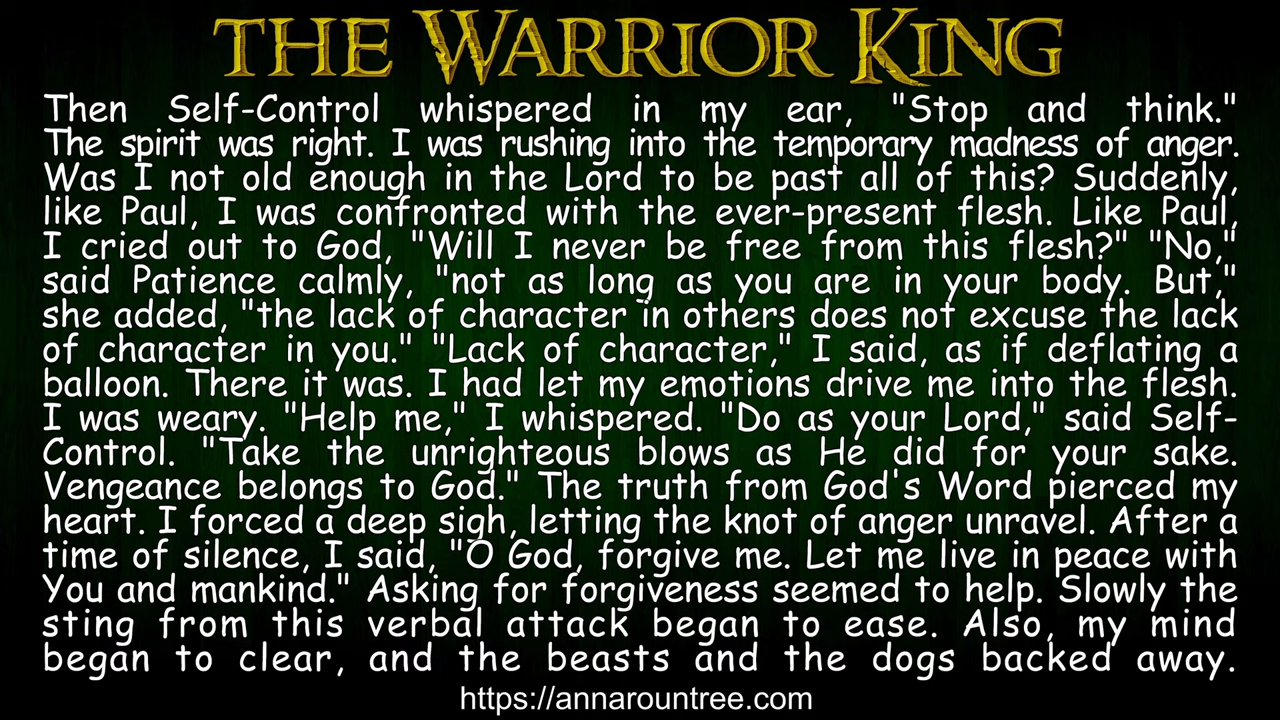 THE WARRIOR KING
Then Self-Control whispered in my ear, "Stop and think."
The spirit was right. I was rushing into the temporary madness of anger.
Was I not old enough in the Lord to be past all of this? Suddenly,
like Paul, I was confronted with the ever-present flesh. Like Paul,
I cried out to God, "Will I never be free from this flesh?" "No,"
said Patience calmly, "not as long as you are in your body. But,"
she added, "the lack of character in others does not excuse the lack
of character in you." "Lack of character," I said, as if deflating a
balloon. There it was. I had let my emotions drive me into the flesh.
I was weary. "Help me," I whispered. "Do as your Lord," said Self-
Control. "Take the unrighteous blows as He did for your sake.
Vengeance belongs to God." The truth from God's Word pierced my
heart. I forced a deep sigh, letting the knot of anger unravel. After a
time of silence, I said, "O God, forgive me. Let me live in peace with
You and mankind." Asking for forgiveness seemed to help. Slowly the
sting from this verbal attack began to ease. Also, my mind
began to clear, and the beasts and the dogs backed away.
https://annarountree.com